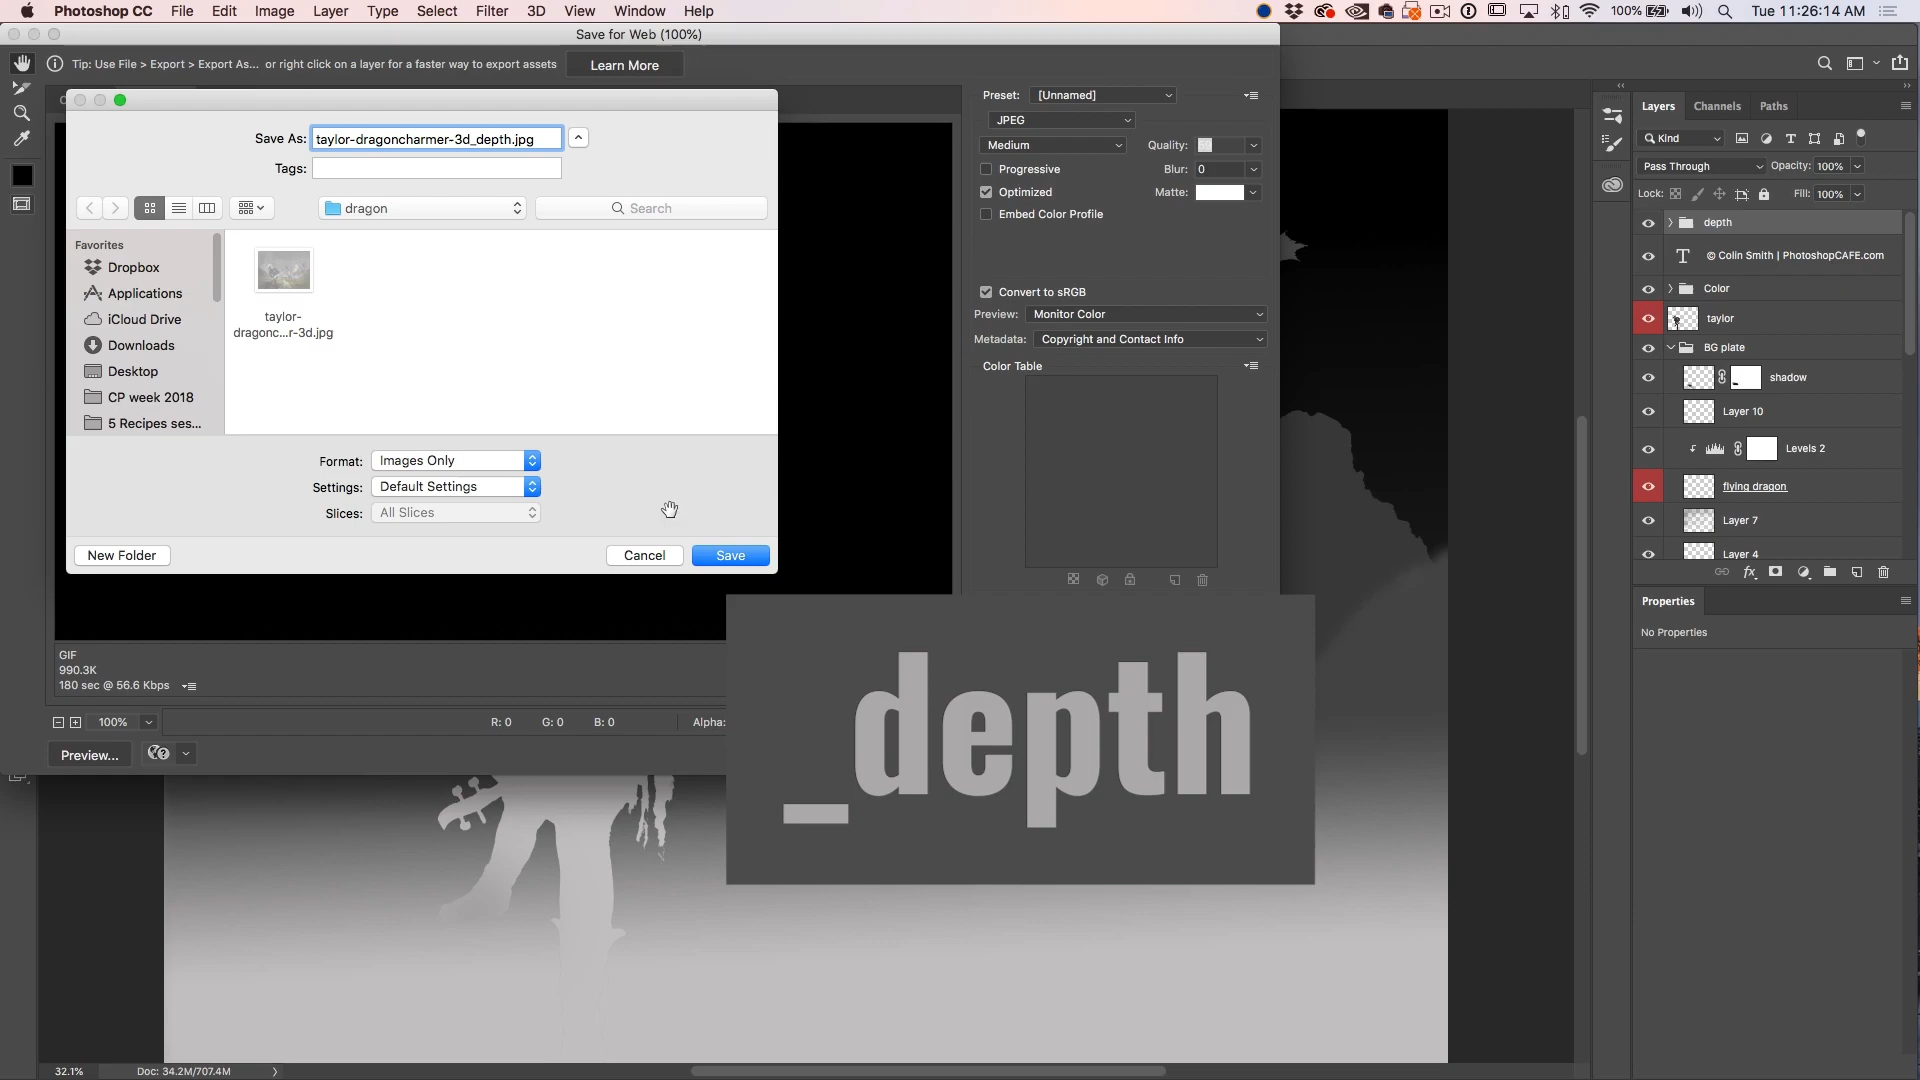 Photoshop CC File Edit Image Layer Type Select Filter 3D View Window Help 100% Tue 11:26:14 AM
Save for Web (100%)
Tip: Use File > Export > Export As... or right click on a layer for a faster way to export assets Learn More
Save As: taylor-dragoncharmer-3d_depth.jpg
Tags:
dragon Search
Favorites
Dropbox
Applications
iCloud Drive
Downloads
Desktop
CP week 2018
5 Recipes ses...
taylor-
dragonc...r-3d.jpg
Format: Images Only
Settings: Default Settings
Slices: All Slices
New Folder Cancel Save
GIF
990.3K
180 sec @ 56.6 Kbps
100% R: 0 G: 0 B: 0 Alpha:
Preview...
Preset: [Unnamed]
JPEG
Medium Quality:
Progressive Blur: 0
Optimized Matte:
Embed Color Profile
Convert to sRGB
Preview: Monitor Color
Metadata: Copyright and Contact Info
Color Table
_depth
Layers Channels Paths
Kind
Pass Through Opacity: 100%
Lock: Fill: 100%
depth
© Colin Smith | PhotoshopCAFE.com
Color
taylor
BG plate
shadow
Layer 10
Levels 2
flying dragon
Layer 7
Layer 4
Properties
No Properties
32.1% Doc: 34.2M/707.4M